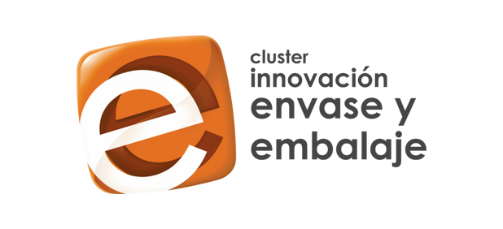 e
cluster
innovación
envase y
embalaje